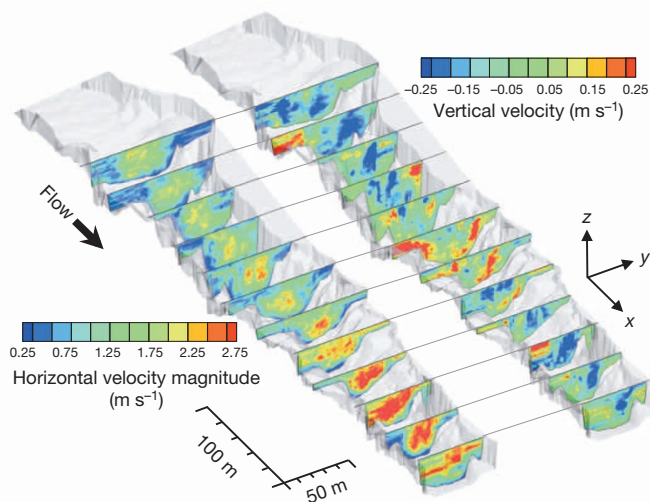 −0.25 −0.15 −0.05 0.05 0.15 0.25
Vertical velocity (m s⁻¹)
Flow
z
y
x
0.25 0.75 1.25 1.75 2.25 2.75
Horizontal velocity magnitude
(m s⁻¹)
100 m
50 m